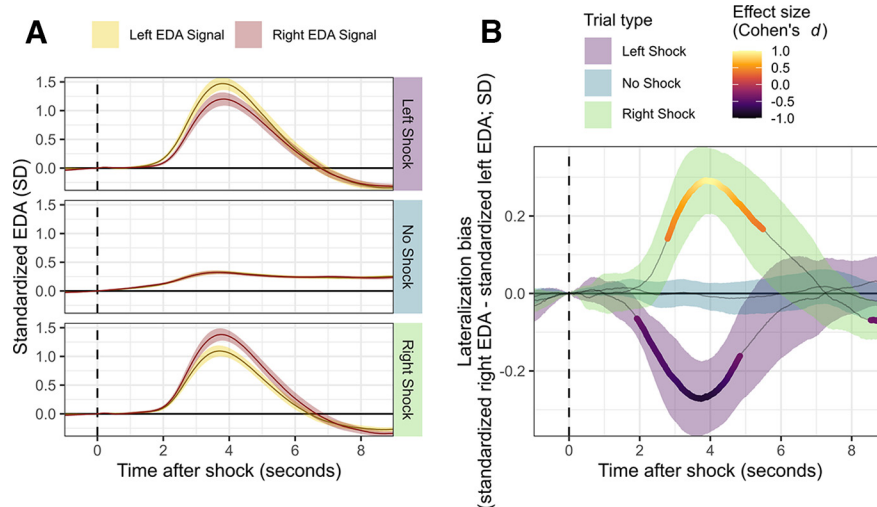 A
Left EDA Signal
Right EDA Signal
Standardized EDA (SD)
1.5
1.0
0.5
0.0
Left Shock
1.5
1.0
0.5
0.0
No Shock
1.5
1.0
0.5
0.0
Right Shock
0
2
4
6
8
Time after shock (seconds)
B
Trial type
Left Shock
No Shock
Right Shock
Effect size
(Cohen's d)
1.0
0.5
0.0
-0.5
-1.0
Lateralization bias
(standardized right EDA - standardized left EDA; SD)
0.2
0.0
-0.2
0
2
4
6
8
Time after shock (seconds)